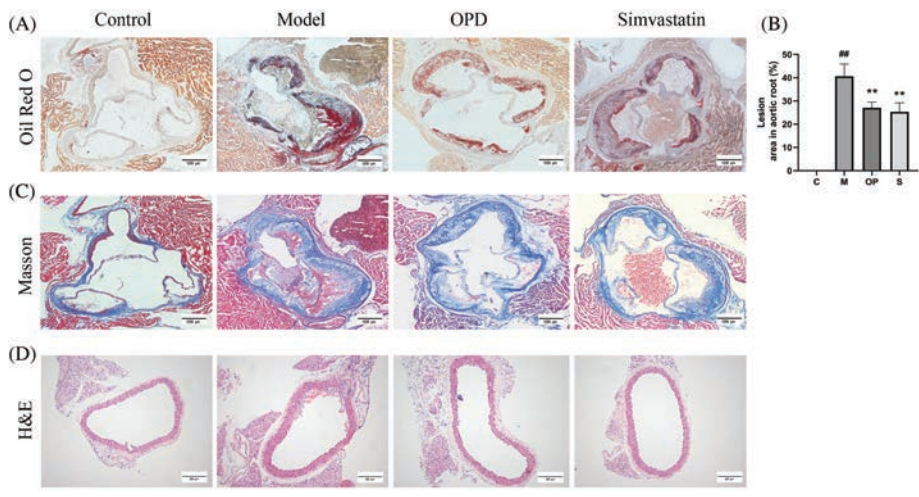 Control Model OPD Simvastatin
(A)
Oil Red O
(B)
Lesion
area in aortic root (%)
50
40
30
20
10
0
##
**
**
C M OP S
(C)
Masson
(D)
H&E